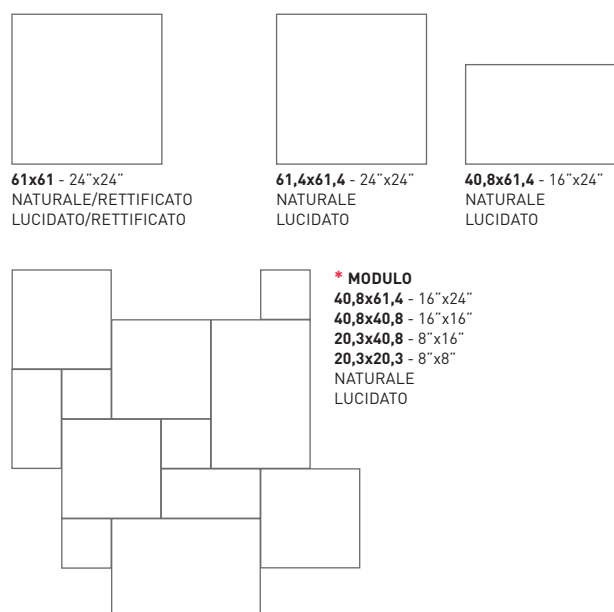 61x61 - 24"x24"
NATURALE/RETTIFICATO
LUCIDATO/RETTIFICATO
61,4x61,4 - 24"x24"
NATURALE
LUCIDATO
40,8x61,4 - 16"x24"
NATURALE
LUCIDATO
* MODULO
40,8x61,4 - 16"x24"
40,8x40,8 - 16"x16"
20,3x40,8 - 8"x16"
20,3x20,3 - 8"x8"
NATURALE
LUCIDATO